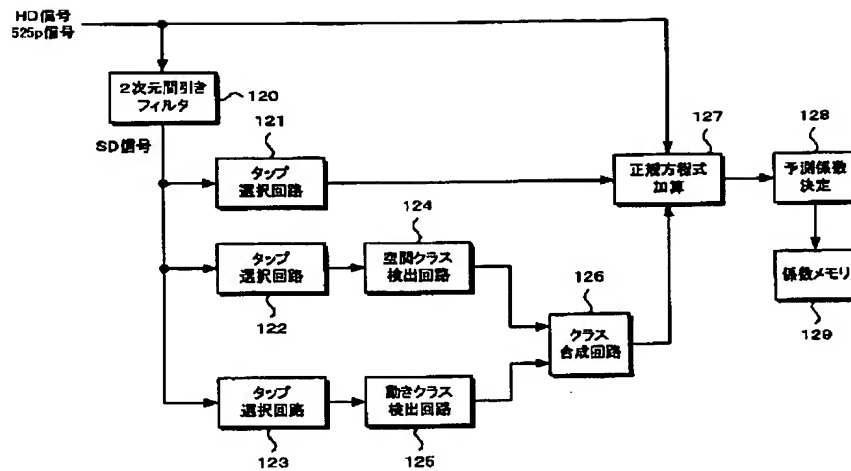 HD信号
525p信号
2次元間引き
フィルタ
120
SD信号
121
タップ
選択回路
127
正規方程式
加算
128
予測係数
決定
タップ
選択回路
122
124
空間クラス
検出回路
126
クラス
合成回路
係数メモリ
129
タップ
選択回路
123
動きクラス
検出回路
125